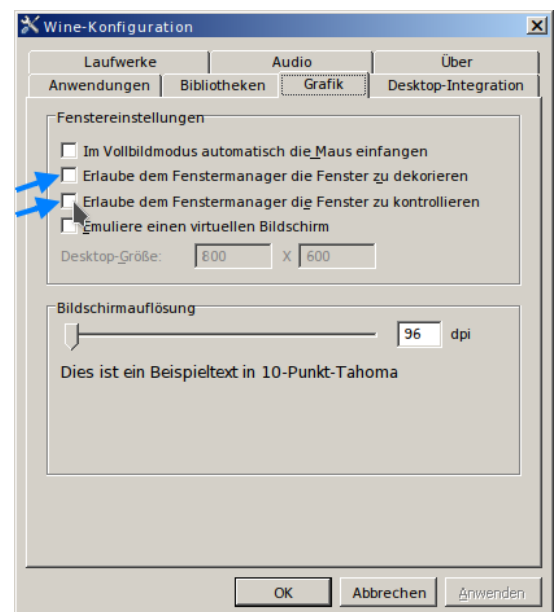 Wine-Konfiguration
Laufwerke Audio Über
Anwendungen Bibliotheken Grafik Desktop-Integration
Fenstereinstellungen
Im Vollbildmodus automatisch die Maus einfangen
Erlaube dem Fenstermanager die Fenster zu dekorieren
Erlaube dem Fenstermanager die Fenster zu kontrollieren
Emuliere einen virtuellen Bildschirm
Desktop-Größe: 800 X 600
Bildschirmauflösung
96 dpi
Dies ist ein Beispieltext in 10-Punkt-Tahoma
OK Abbrechen Anwenden